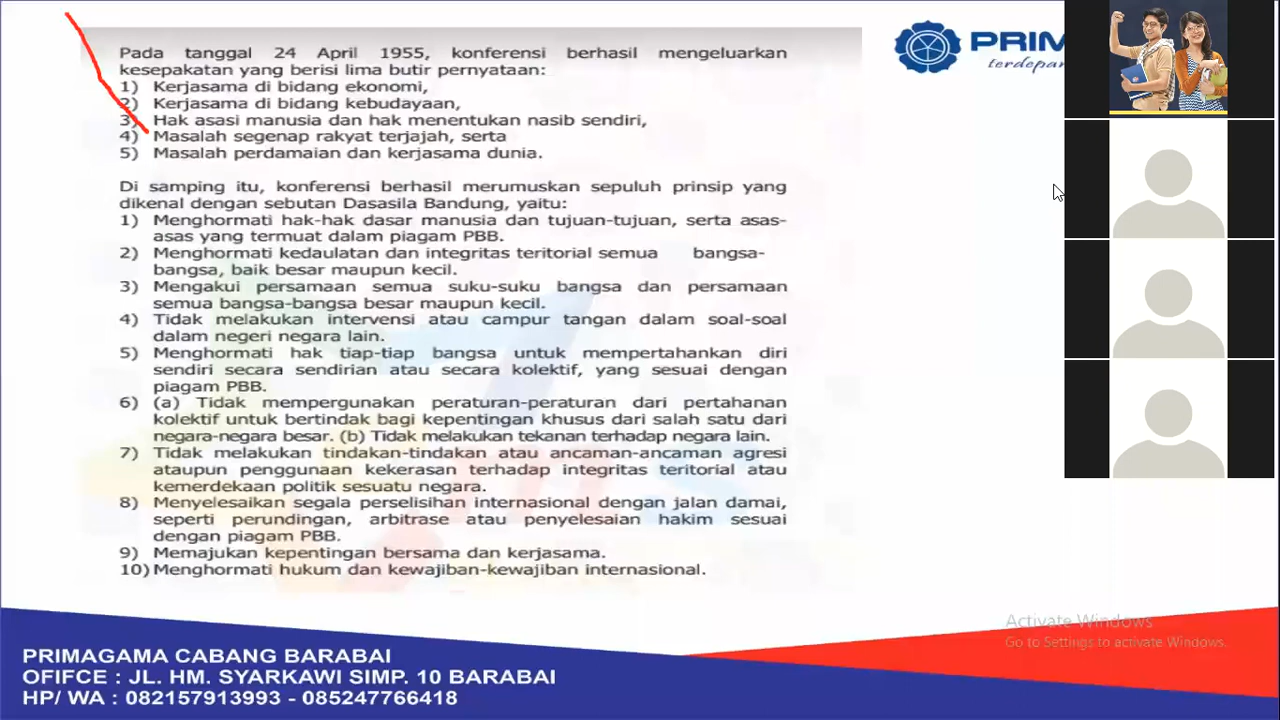 Pada tanggal 24 April 1955, konferensi berhasil mengeluarkan
kesepakatan yang berisi lima butir pernyataan:
1) Kerjasama di bidang ekonomi,
2) Kerjasama di bidang kebudayaan,
3) Hak asasi manusia dan hak menentukan nasib sendiri,
4) Masalah segenap rakyat terjajah, serta
5) Masalah perdamaian dan kerjasama dunia.
Di samping itu, konferensi berhasil merumuskan sepuluh prinsip yang
dikenal dengan sebutan Dasasila Bandung, yaitu:
1) Menghormati hak-hak dasar manusia dan tujuan-tujuan, serta asas-
asas yang termuat dalam piagam PBB.
2) Menghormati kedaulatan dan integritas teritorial semua bangsa-
bangsa, baik besar maupun kecil.
3) Mengakui persamaan semua suku-suku bangsa dan persamaan
semua bangsa-bangsa besar maupun kecil.
4) Tidak melakukan intervensi atau campur tangan dalam soal-soal
dalam negeri negara lain.
5) Menghormati hak tiap-tiap bangsa untuk mempertahankan diri
sendiri secara sendirian atau secara kolektif, yang sesuai dengan
piagam PBB.
6) (a) Tidak mempergunakan peraturan-peraturan dari pertahanan
kolektif untuk bertindak bagi kepentingan khusus dari salah satu dari
negara-negara besar. (b) Tidak melakukan tekanan terhadap negara lain.
7) Tidak melakukan tindakan-tindakan atau ancaman-ancaman agresi
ataupun penggunaan kekerasan terhadap integritas teritorial atau
kemerdekaan politik sesuatu negara.
8) Menyelesaikan segala perselisihan internasional dengan jalan damai,
seperti perundingan, arbitrase atau penyelesaian hakim sesuai
dengan piagam PBB.
9) Memajukan kepentingan bersama dan kerjasama.
10) Menghormati hukum dan kewajiban-kewajiban internasional.
PRIM
terdepan
Activate Windows
Go to Settings to activate Windows.
PRIMAGAMA CABANG BARABAI
OFIFCE : JL. HM. SYARKAWI SIMP. 10 BARABAI
HP/ WA : 082157913993 - 085247766418